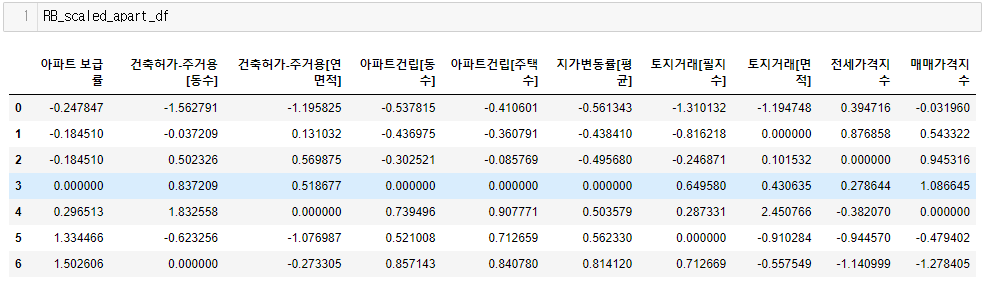 1 RB_scaled_apart_df
아파트 보급률 건축허가-주거용[동수] 건축허가-주거용[연면적] 아파트건립[동수] 아파트건립[주택수] 지가변동률[평균] 토지거래[필지수] 토지거래[면적] 전세가격지수 매매가격지수
0 -0.247847 -1.562791 -1.195825 -0.537815 -0.410601 -0.561343 -1.310132 -1.194748 0.394716 -0.031960
1 -0.184510 -0.037209 0.131032 -0.436975 -0.360791 -0.438410 -0.816218 0.000000 0.876858 0.543322
2 -0.184510 0.502326 0.569875 -0.302521 -0.085769 -0.495680 -0.246871 0.101532 0.000000 0.945316
3 0.000000 0.837209 0.518677 0.000000 0.000000 0.000000 0.649580 0.430635 0.278644 1.086645
4 0.296513 1.832558 0.000000 0.739496 0.907771 0.503579 0.287331 2.450766 -0.382070 0.000000
5 1.334466 -0.623256 -1.076987 0.521008 0.712659 0.562330 0.000000 -0.910284 -0.944570 -0.479402
6 1.502606 0.000000 -0.273305 0.857143 0.840780 0.814120 0.712669 -0.557549 -1.140999 -1.278405